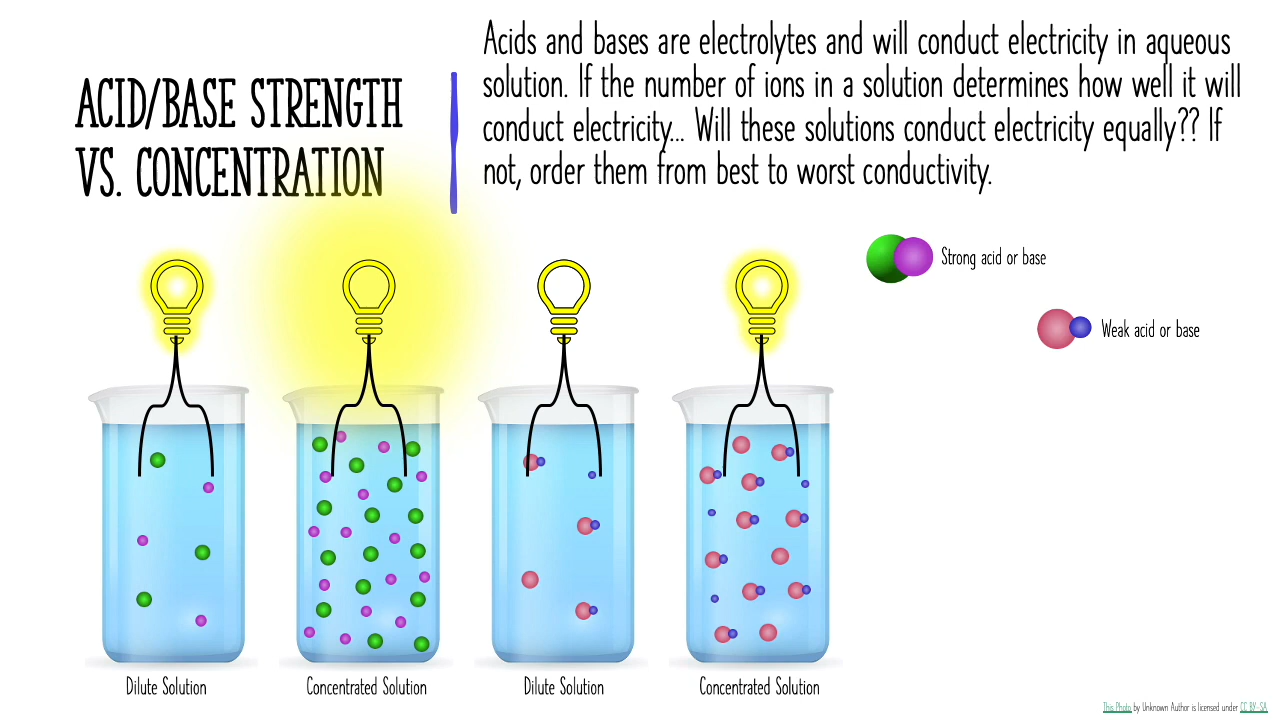 ACID/BASE STRENGTH
VS. CONCENTRATION
Acids and bases are electrolytes and will conduct electricity in aqueous
solution. If the number of ions in a solution determines how well it will
conduct electricity... Will these solutions conduct electricity equally?? If
not, order them from best to worst conductivity.
Strong acid or base
Weak acid or base
Dilute Solution
Concentrated Solution
Dilute Solution
Concentrated Solution
This Photo by Unknown Author is licensed under CC BY-SA